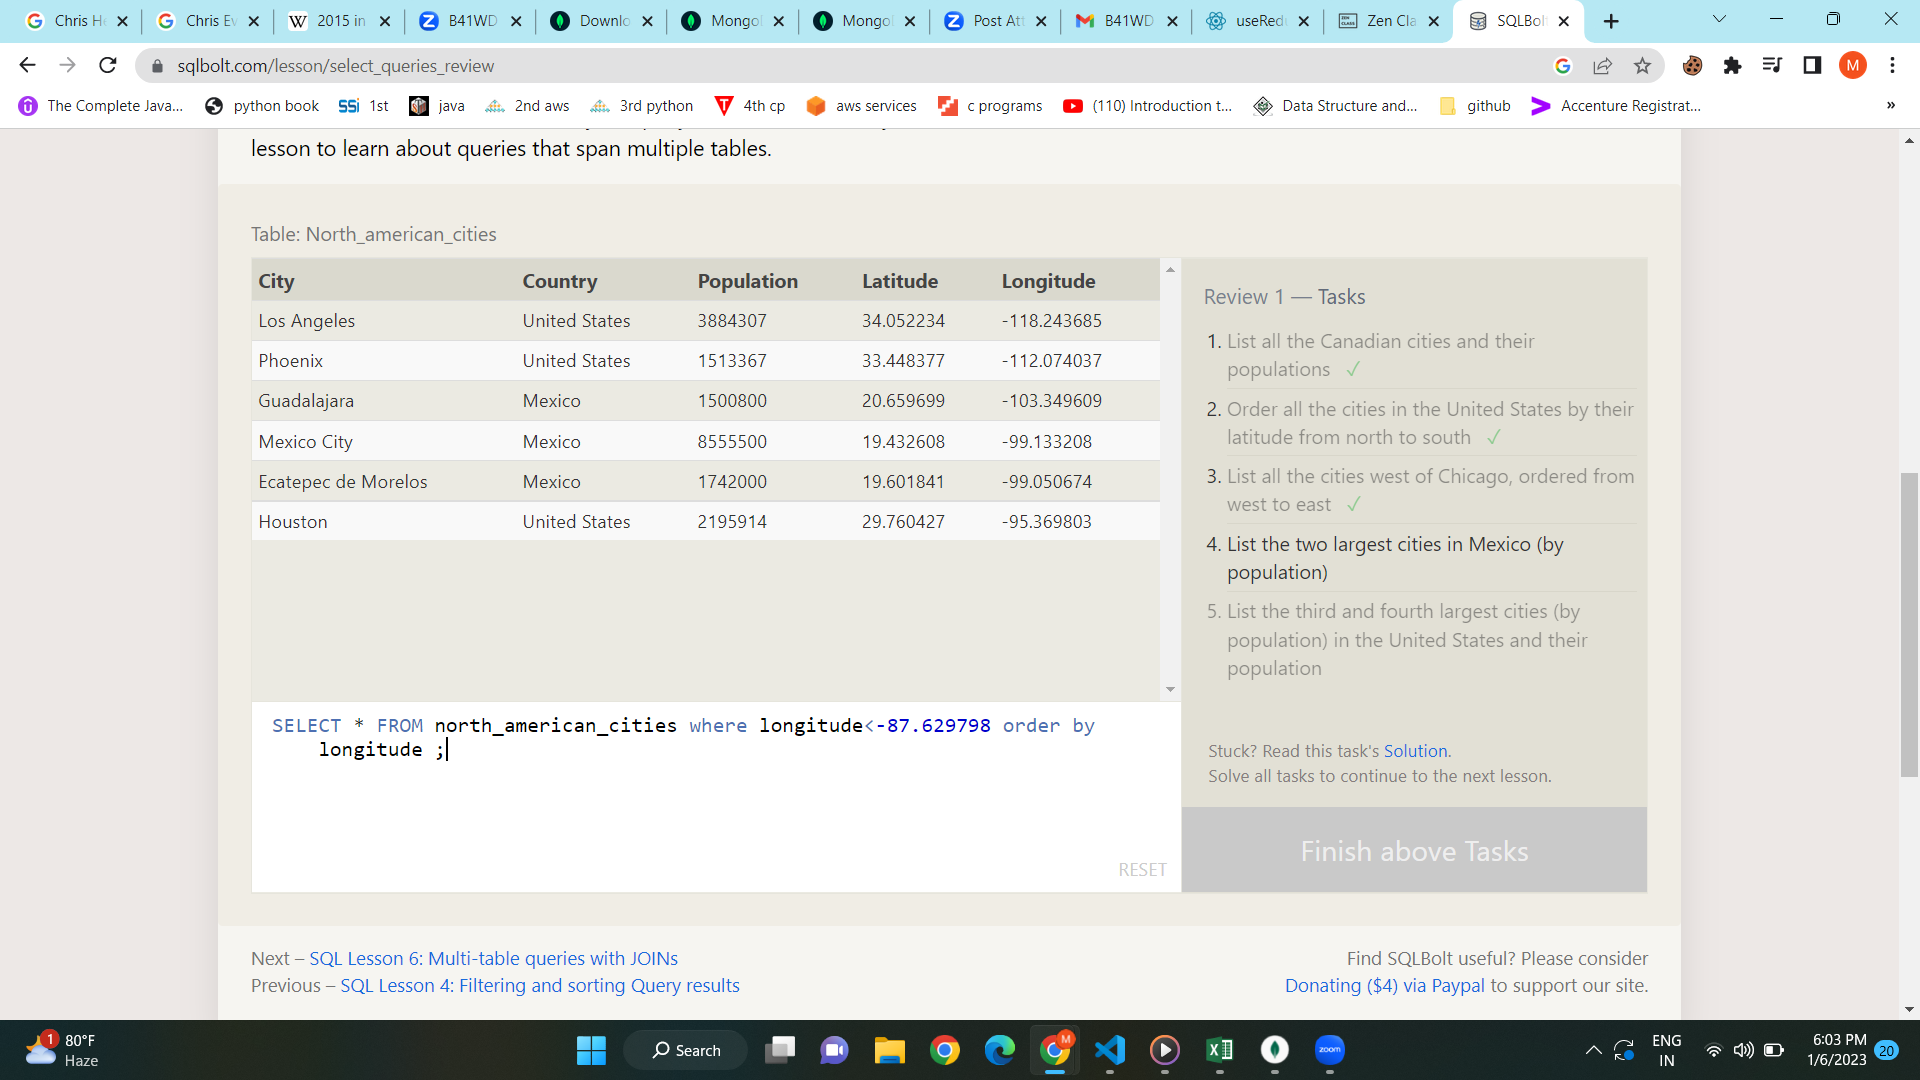 Chris He
Chris Ev
2015 in
B41WD
Downlo
Mongo
Mongo
Post Att
B41WD
useRed
Zen Cla
SQLBolt
sqlbolt.com/lesson/select_queries_review
M
The Complete Java...
python book
1st
java
2nd aws
3rd python
4th cp
aws services
c programs
(110) Introduction t...
Data Structure and...
github
Accenture Registrat...
»
lesson to learn about queries that span multiple tables.
Table: North_american_cities
City Country Population Latitude Longitude
Los Angeles United States 3884307 34.052234 -118.243685
Phoenix United States 1513367 33.448377 -112.074037
Guadalajara Mexico 1500800 20.659699 -103.349609
Mexico City Mexico 8555500 19.432608 -99.133208
Ecatepec de Morelos Mexico 1742000 19.601841 -99.050674
Houston United States 2195914 29.760427 -95.369803
SELECT * FROM north_american_cities where longitude<-87.629798 order by
longitude ;
RESET
Review 1 — Tasks
1. List all the Canadian cities and their
populations ✓
2. Order all the cities in the United States by their
latitude from north to south ✓
3. List all the cities west of Chicago, ordered from
west to east ✓
4. List the two largest cities in Mexico (by
population)
5. List the third and fourth largest cities (by
population) in the United States and their
population
Stuck? Read this task's Solution.
Solve all tasks to continue to the next lesson.
Finish above Tasks
Next – SQL Lesson 6: Multi-table queries with JOINs
Previous – SQL Lesson 4: Filtering and sorting Query results
Find SQLBolt useful? Please consider
Donating ($4) via Paypal to support our site.
1
80°F
Haze
Search
M
zoom
ENG
IN
6:03 PM
1/6/2023
20